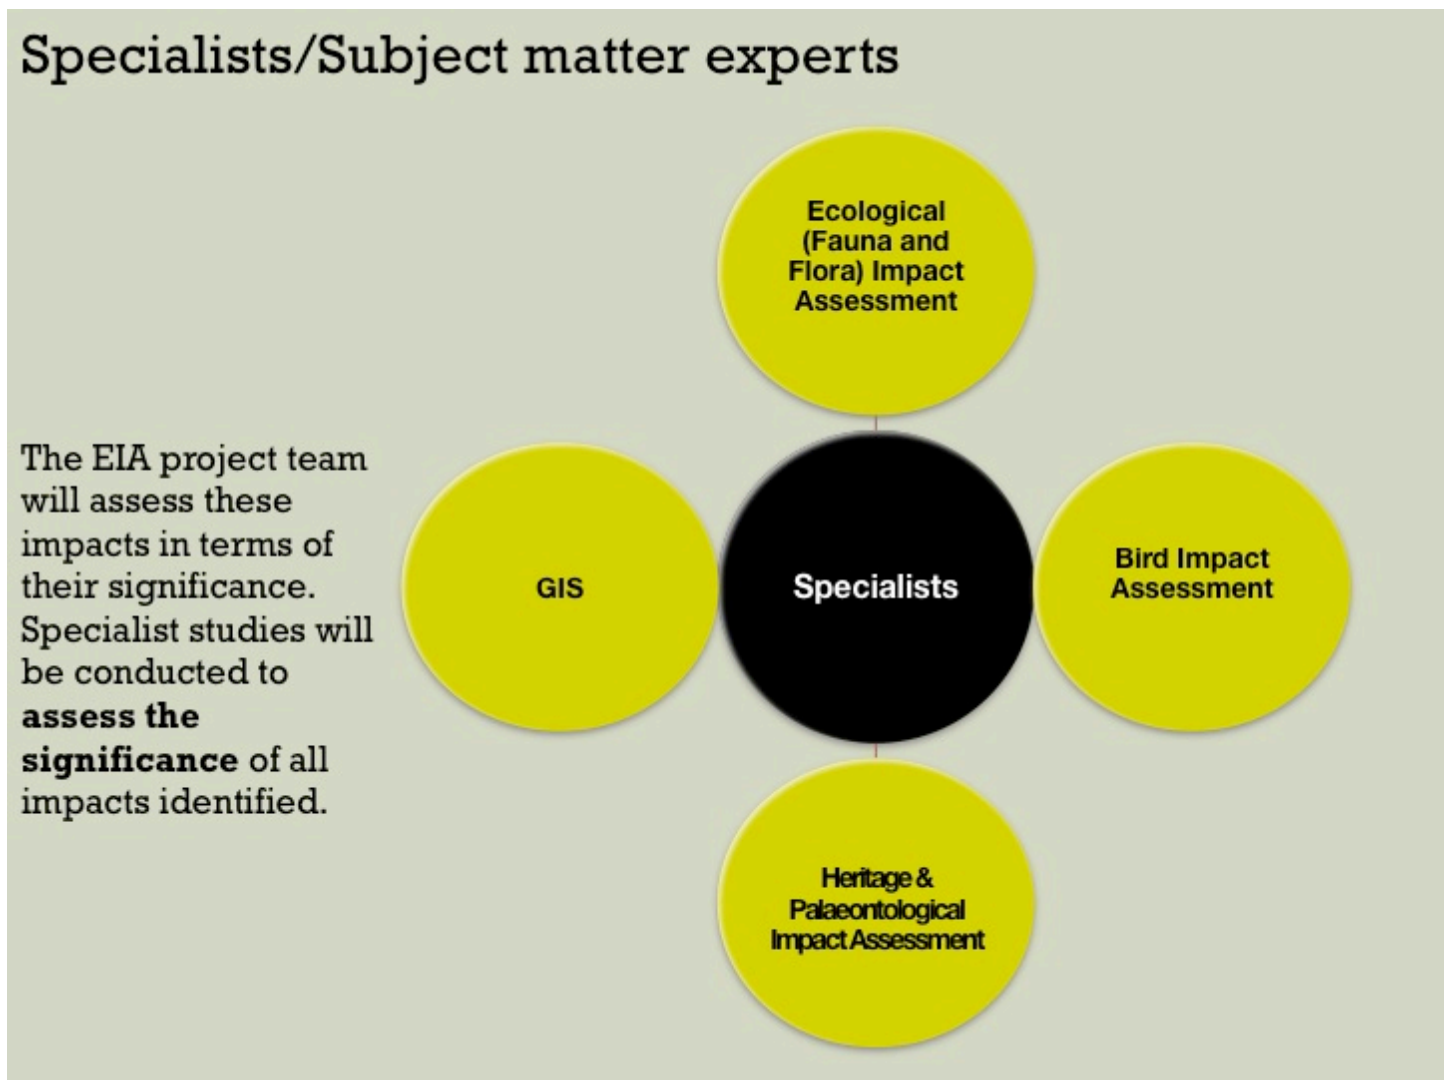 Specialists/Subject matter experts
The EIA project team
will assess these
impacts in terms of
their significance.
Specialist studies will
be conducted to
assess the
significance of all
impacts identified.
Ecological
(Fauna and
Flora) Impact
Assessment
GIS
Specialists
Bird Impact
Assessment
Heritage &
Palaeontological
Impact Assessment